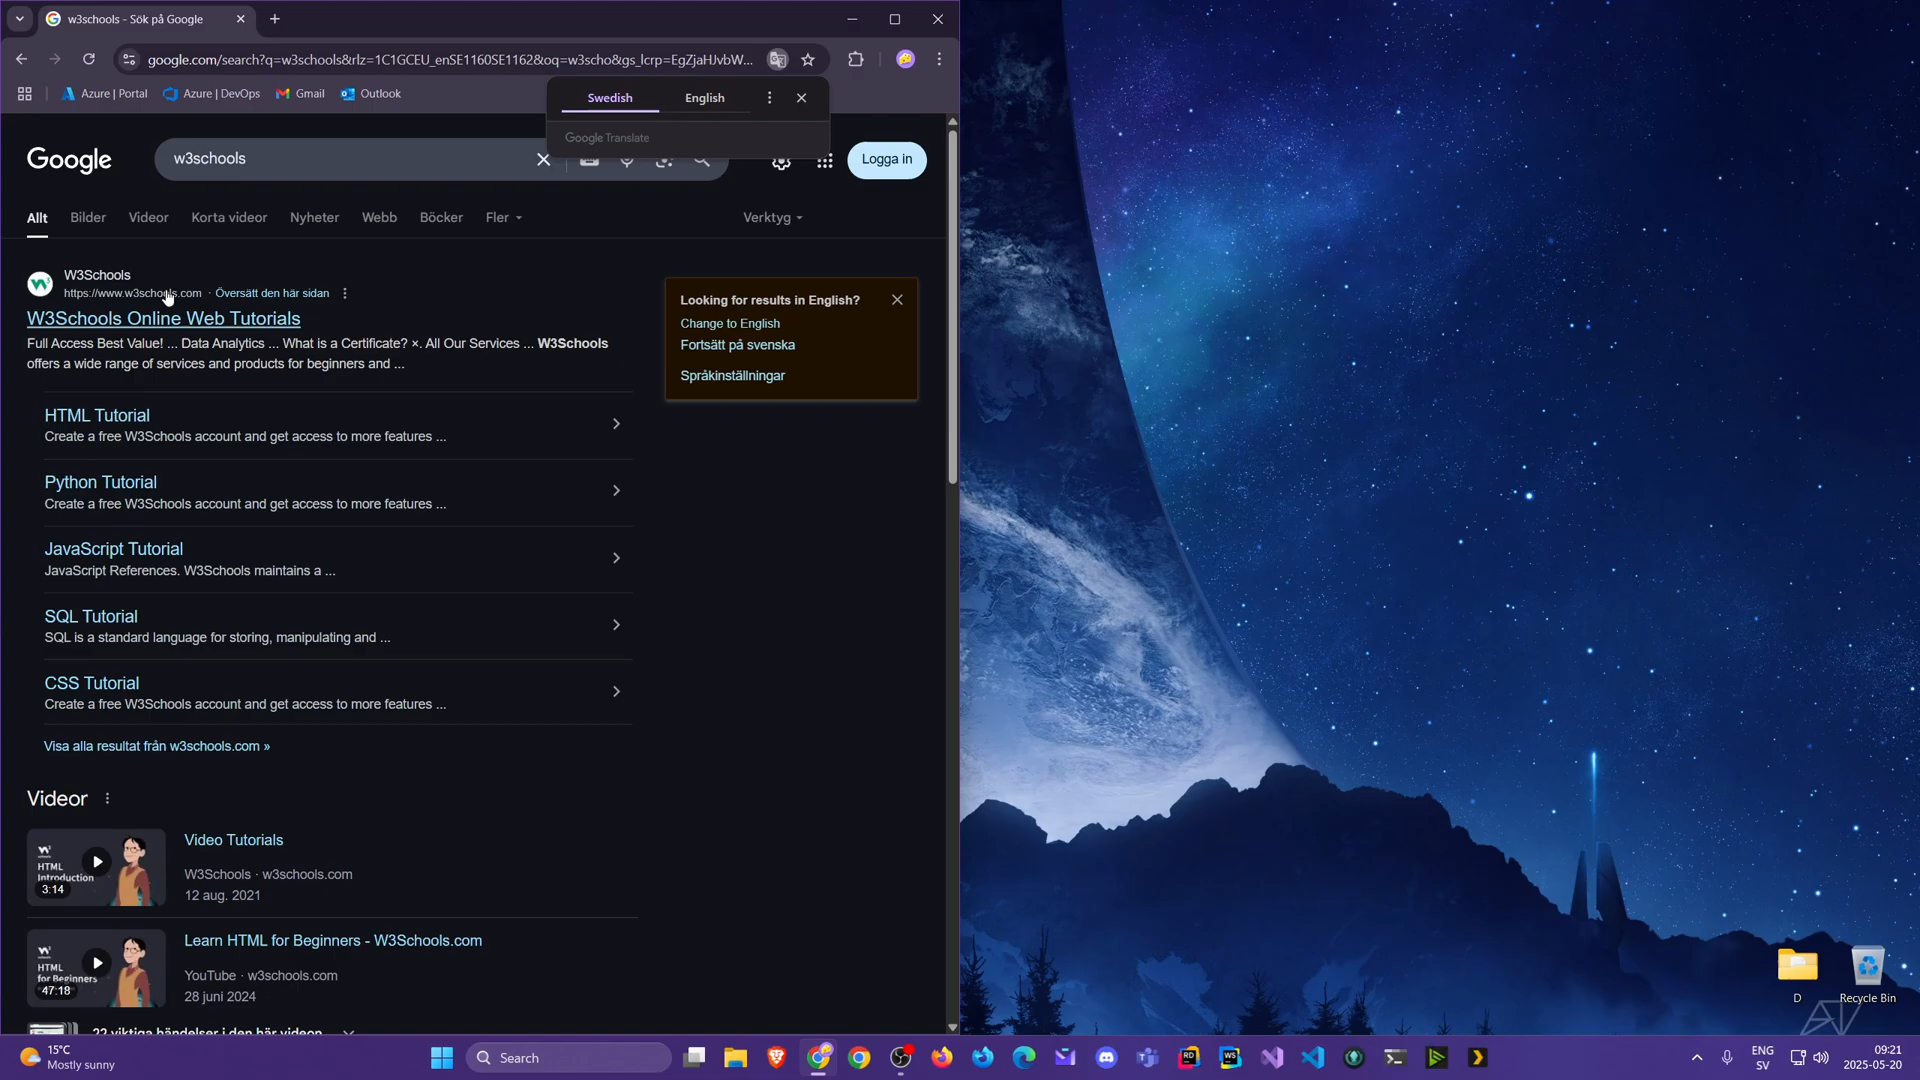 w3schools - Sök på Google
google.com/search?q=w3schools&rlz=1C1GCEU_enSE1160SE1162&oq=w3scho&gs_lcrp=EgZjaHJvbW...
Azure | Portal
Azure | DevOps
Gmail
Outlook
Swedish
English
Google Translate
Google
w3schools
Logga in
Allt
Bilder
Videor
Korta videor
Nyheter
Webb
Böcker
Fler
Verktyg
W3Schools
https://www.w3schools.com · Översätt den här sidan
W3Schools Online Web Tutorials
Full Access Best Value! ... Data Analytics ... What is a Certificate? ×. All Our Services ... W3Schools
offers a wide range of services and products for beginners and ...
Looking for results in English?
Change to English
Fortsätt på svenska
Språkinställningar
HTML Tutorial
Create a free W3Schools account and get access to more features ...
Python Tutorial
Create a free W3Schools account and get access to more features ...
JavaScript Tutorial
JavaScript References. W3Schools maintains a ...
SQL Tutorial
SQL is a standard language for storing, manipulating and ...
CSS Tutorial
Create a free W3Schools account and get access to more features ...
Visa alla resultat från w3schools.com »
Videor
HTML
Introduction
3:14
Video Tutorials
W3Schools · w3schools.com
12 aug. 2021
HTML
for Beginners
47:18
Learn HTML for Beginners - W3Schools.com
YouTube · w3schools.com
28 juni 2024
22 viktiga händelser i den här videon
D
Recycle Bin
15°C
Mostly sunny
Search
ENG
SV
09:21
2025-05-20